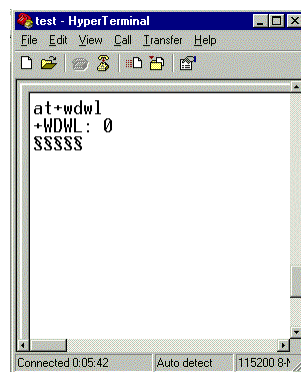 test - HyperTerminal
File Edit View Call Transfer Help
at+wdwl
+WDWL: 0
§§§§§
Connected 0:05:42 Auto detect 115200 8-N